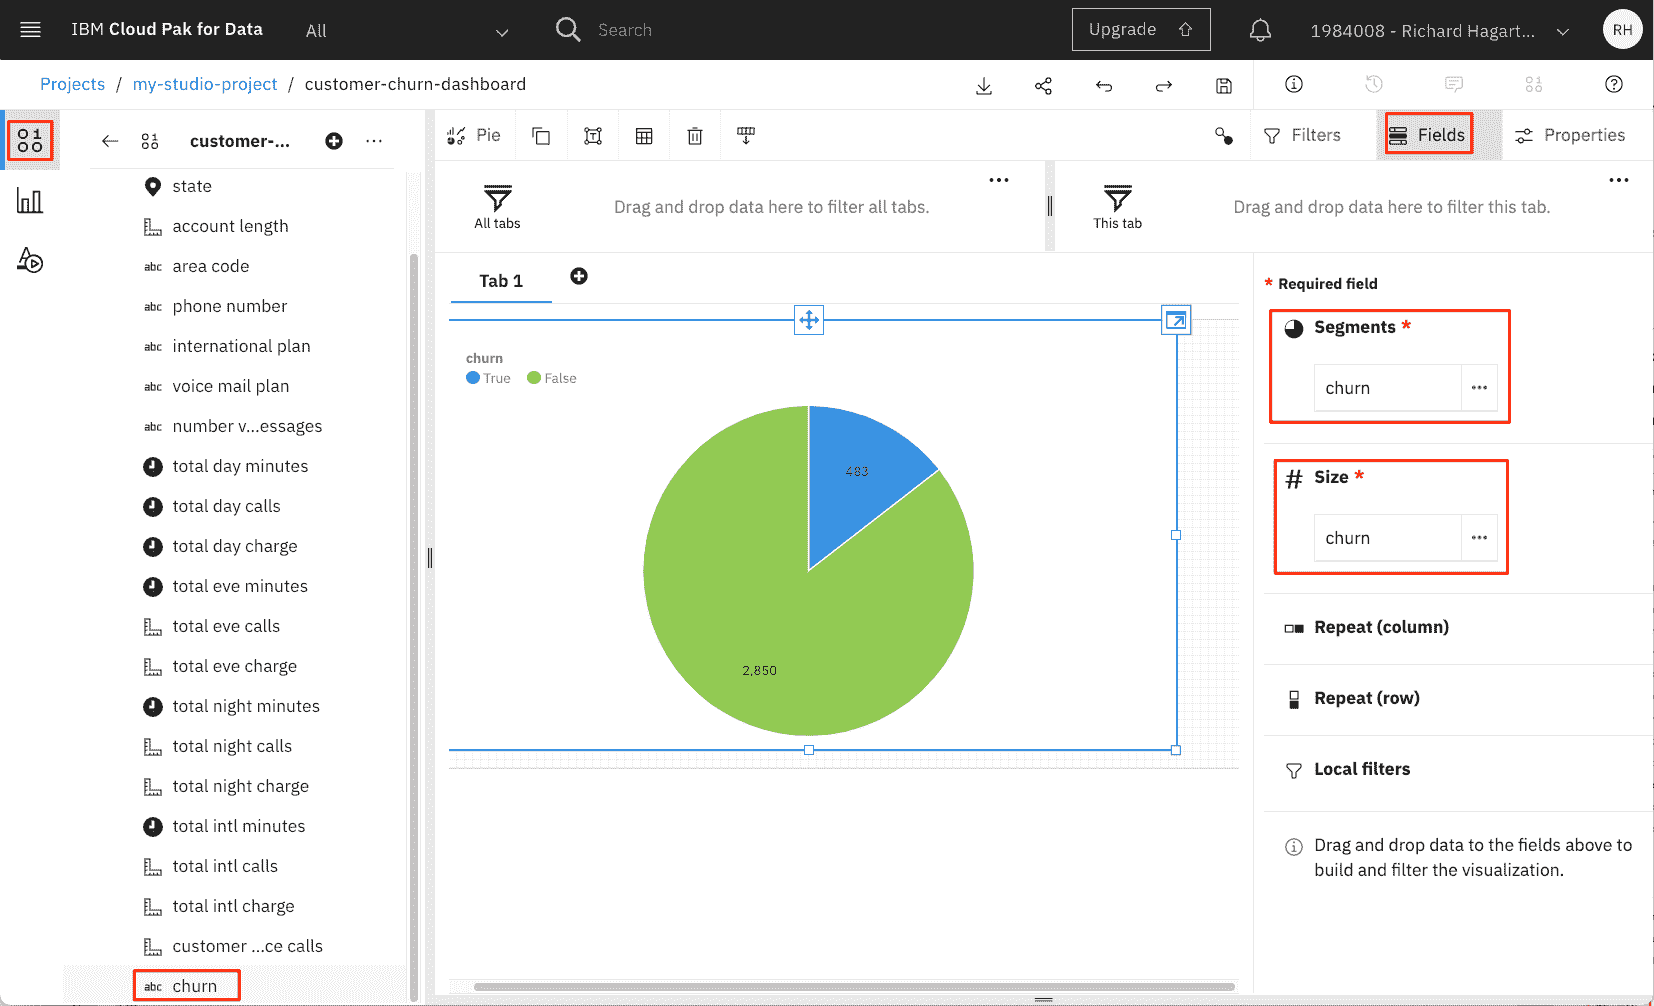 IBM Cloud Pak for Data
All
Search
Upgrade
1984008 - Richard Hagart...
RH
Projects / my-studio-project / customer-churn-dashboard
customer-...
Pie
Filters
Fields
Properties
All tabs
Drag and drop data here to filter all tabs.
This tab
Drag and drop data here to filter this tab.
state
account length
abc area code
abc phone number
abc international plan
abc voice mail plan
abc number v...essages
total day minutes
total day calls
total day charge
total eve minutes
total eve calls
total eve charge
total night minutes
total night calls
total night charge
total intl minutes
total intl calls
total intl charge
customer ...ce calls
abc churn
Tab 1
churn
True False
483
2,850
* Required field
Segments *
churn
# Size *
churn
Repeat (column)
Repeat (row)
Local filters
Drag and drop data to the fields above to
build and filter the visualization.